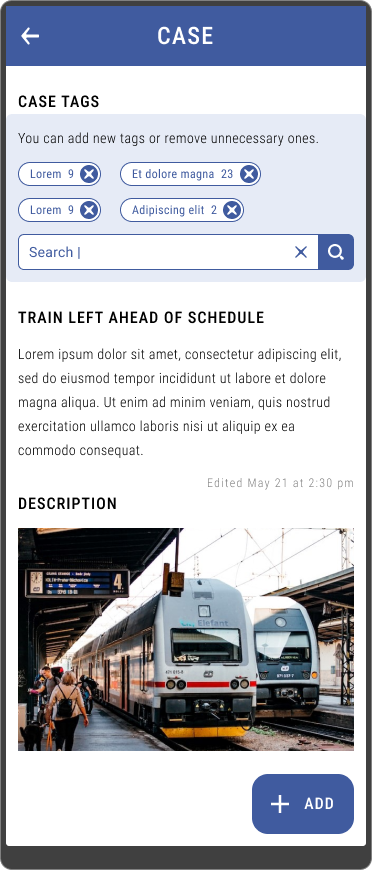 CASE
CASE TAGS
You can add new tags or remove unnecessary ones.
Lorem 9
Et dolore magna 23
Lorem 9
Adipiscing elit 2
Search |
TRAIN LEFT AHEAD OF SCHEDULE
Lorem ipsum dolor sit amet, consectetur adipiscing elit,
sed do eiusmod tempor incididunt ut labore et dolore
magna aliqua. Ut enim ad minim veniam, quis nostrud
exercitation ullamco laboris nisi ut aliquip ex ea
commodo consequat.
Edited May 21 at 2:30 pm
DESCRIPTION
4
Elefant
ADD